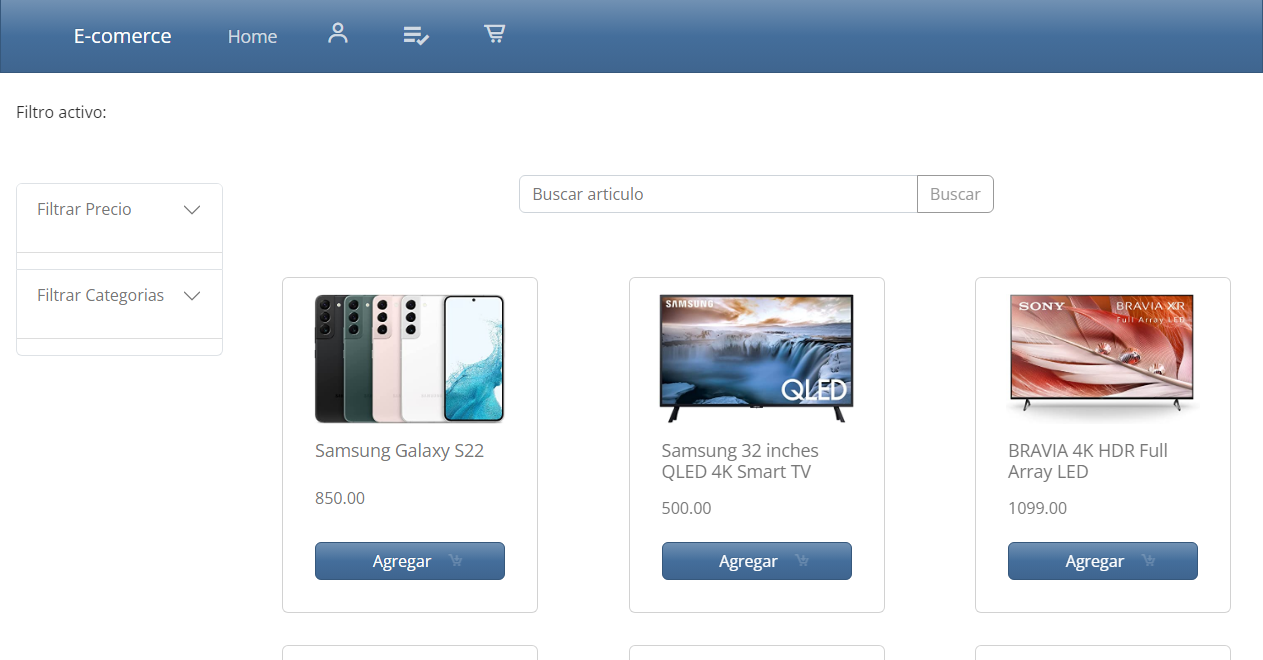 E-comerce Home
Filtro activo:
Filtrar Precio
Filtrar Categorias
Buscar articulo Buscar
SAMSUNG
QLED
SONY BRAVIA XR
Full Array LED
Samsung Galaxy S22
850.00
Agregar
Samsung 32 inches
QLED 4K Smart TV
500.00
Agregar
BRAVIA 4K HDR Full
Array LED
1099.00
Agregar